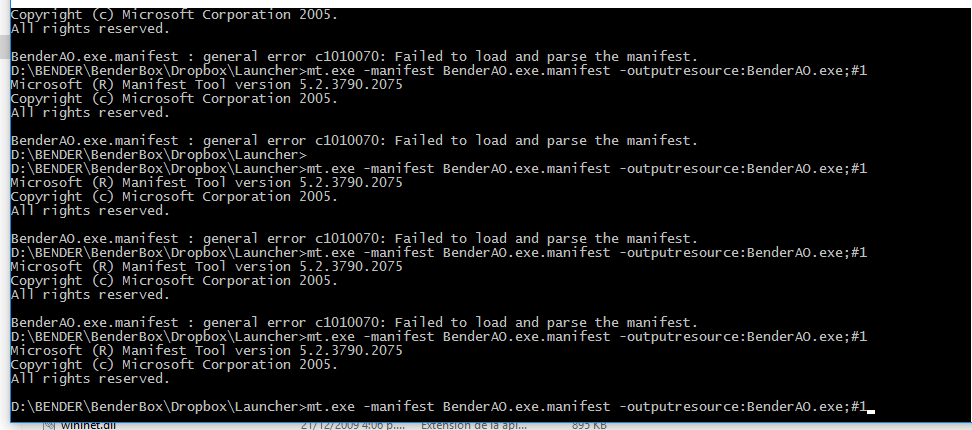 Copyright (c) Microsoft Corporation 2005.
All rights reserved.
BenderAO.exe.manifest : general error c1010070: Failed to load and parse the manifest.
D:\BENDER\BenderBox\Dropbox\Launcher>mt.exe -manifest BenderAO.exe.manifest -outputresource:BenderAO.exe;#1
Microsoft (R) Manifest Tool version 5.2.3790.2075
Copyright (c) Microsoft Corporation 2005.
All rights reserved.
BenderAO.exe.manifest : general error c1010070: Failed to load and parse the manifest.
D:\BENDER\BenderBox\Dropbox\Launcher>
D:\BENDER\BenderBox\Dropbox\Launcher>mt.exe -manifest BenderAO.exe.manifest -outputresource:BenderAO.exe;#1
Microsoft (R) Manifest Tool version 5.2.3790.2075
Copyright (c) Microsoft Corporation 2005.
All rights reserved.
BenderAO.exe.manifest : general error c1010070: Failed to load and parse the manifest.
D:\BENDER\BenderBox\Dropbox\Launcher>mt.exe -manifest BenderAO.exe.manifest -outputresource:BenderAO.exe;#1
Microsoft (R) Manifest Tool version 5.2.3790.2075
Copyright (c) Microsoft Corporation 2005.
All rights reserved.
BenderAO.exe.manifest : general error c1010070: Failed to load and parse the manifest.
D:\BENDER\BenderBox\Dropbox\Launcher>mt.exe -manifest BenderAO.exe.manifest -outputresource:BenderAO.exe;#1
Microsoft (R) Manifest Tool version 5.2.3790.2075
Copyright (c) Microsoft Corporation 2005.
All rights reserved.
D:\BENDER\BenderBox\Dropbox\Launcher>mt.exe -manifest BenderAO.exe.manifest -outputresource:BenderAO.exe;#1
wininet.dll 21/12/2009 4:06 p.... Extensión de la apl... 895 KB